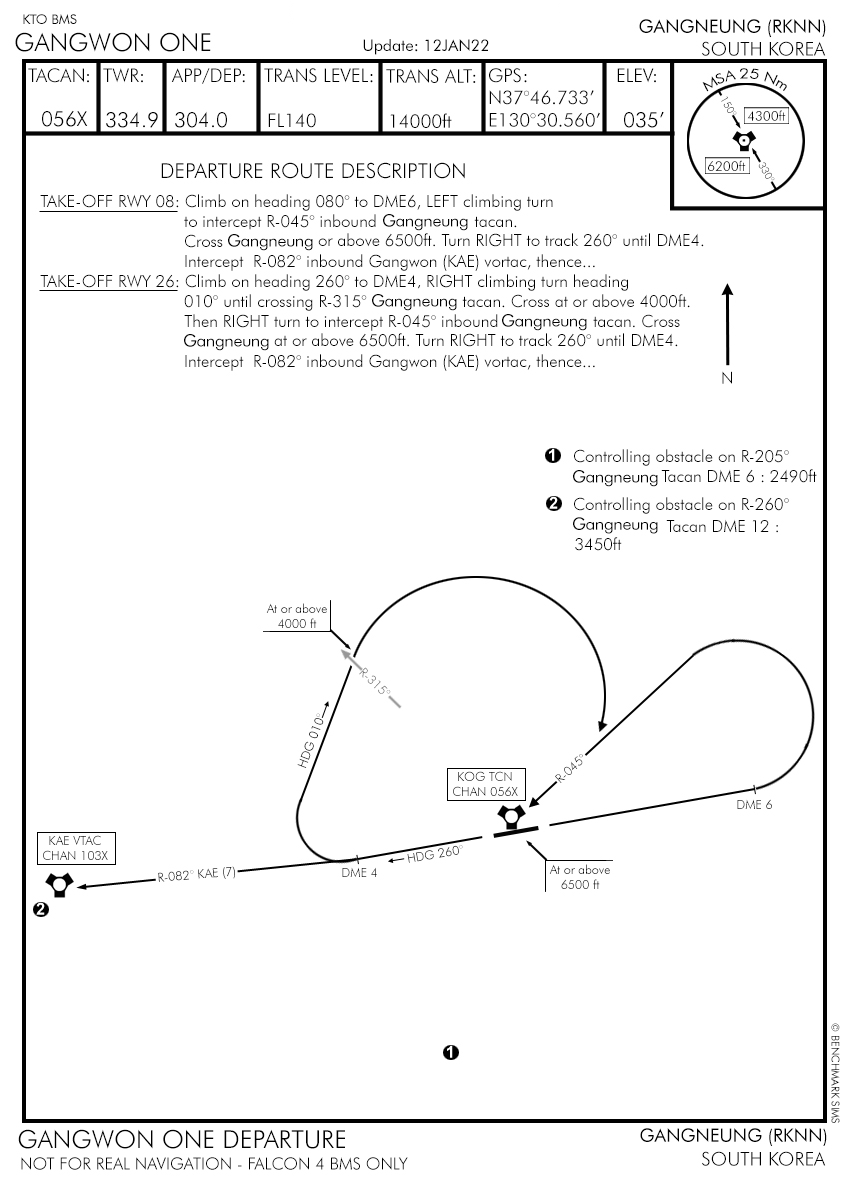 KTO BMS
GANGWON ONE
Update: 12JAN22
GANGNEUNG (RKNN)
SOUTH KOREA
TACAN: TWR: APP/DEP: TRANS LEVEL: TRANS ALT: GPS: ELEV:
N37°46.733’
056X 334.9 304.0 FL140 14000ft E130°30.560’ 035’
MSA 25 Nm
150°
4300ft
6200ft
330°
DEPARTURE ROUTE DESCRIPTION
TAKE-OFF RWY 08: Climb on heading 080° to DME6, LEFT climbing turn
to intercept R-045° inbound Gangneung tacan.
Cross Gangneung or above 6500ft. Turn RIGHT to track 260° until DME4.
Intercept R-082° inbound Gangwon (KAE) vortac, thence...
TAKE-OFF RWY 26: Climb on heading 260° to DME4, RIGHT climbing turn heading
010° until crossing R-315° Gangneung tacan. Cross at or above 4000ft.
Then RIGHT turn to intercept R-045° inbound Gangneung tacan. Cross
Gangneung at or above 6500ft. Turn RIGHT to track 260° until DME4.
Intercept R-082° inbound Gangwon (KAE) vortac, thence...
N
1 Controlling obstacle on R-205°
Gangneung Tacan DME 6 : 2490ft
2 Controlling obstacle on R-260°
Gangneung Tacan DME 12 :
3450ft
At or above
4000 ft
R-315°
HDG 010°
R-045°
KOG TCN
CHAN 056X
DME 6
KAE VTAC
CHAN 103X
HDG 260°
DME 4
R-082° KAE (7)
At or above
6500 ft
2
1
© BENCHMARK SIMS
GANGWON ONE DEPARTURE
NOT FOR REAL NAVIGATION - FALCON 4 BMS ONLY
GANGNEUNG (RKNN)
SOUTH KOREA